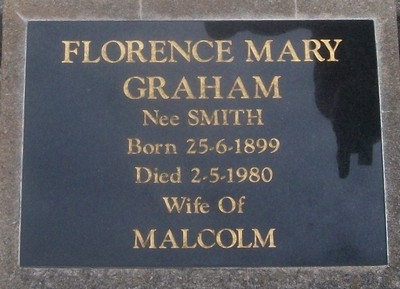 FLORENCE MARY
GRAHAM
Nee SMITH
Born 25-6-1899
Died 2-5-1980
Wife Of
MALCOLM